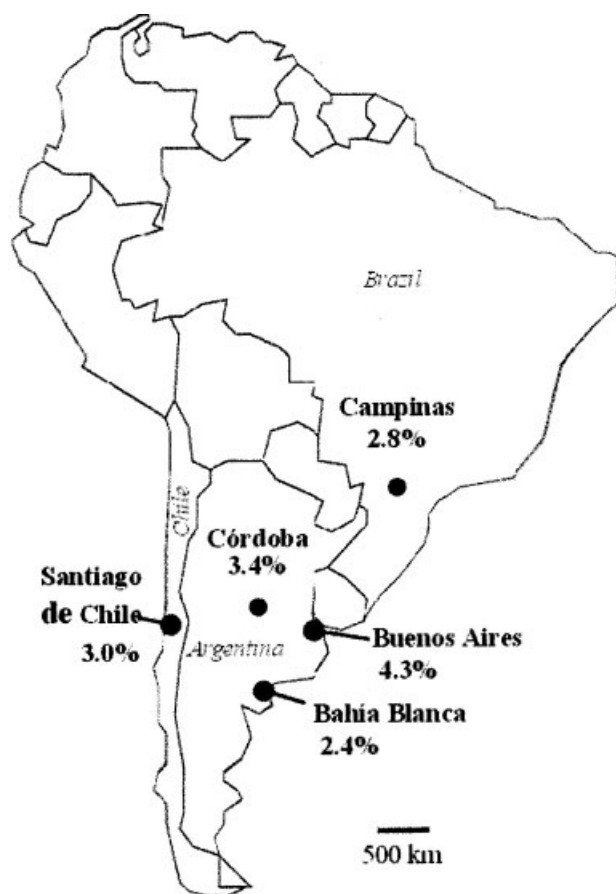 Brazil
Campinas
2.8%
Chile
Córdoba
3.4%
Santiago
de Chile
3.0%
Argentina
Buenos Aires
4.3%
Bahía Blanca
2.4%
500 km